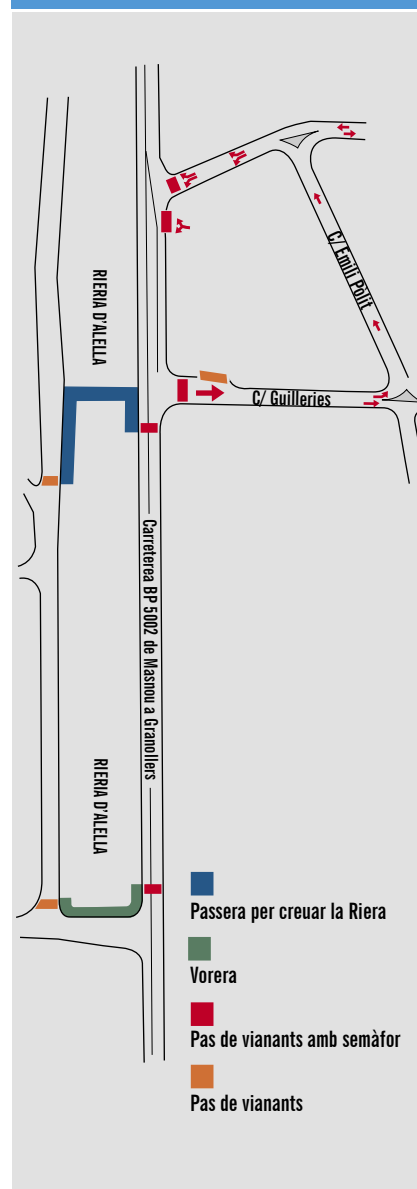 C/ Emili Pòlit
RIERIA D'ALELLA
C/ Guilleries
Carreterea BP 5002 de Masnou a Granollers
RIERIA D'ALELLA
Passera per creuar la Riera
Vorera
Pas de vianants amb semàfor
Pas de vianants